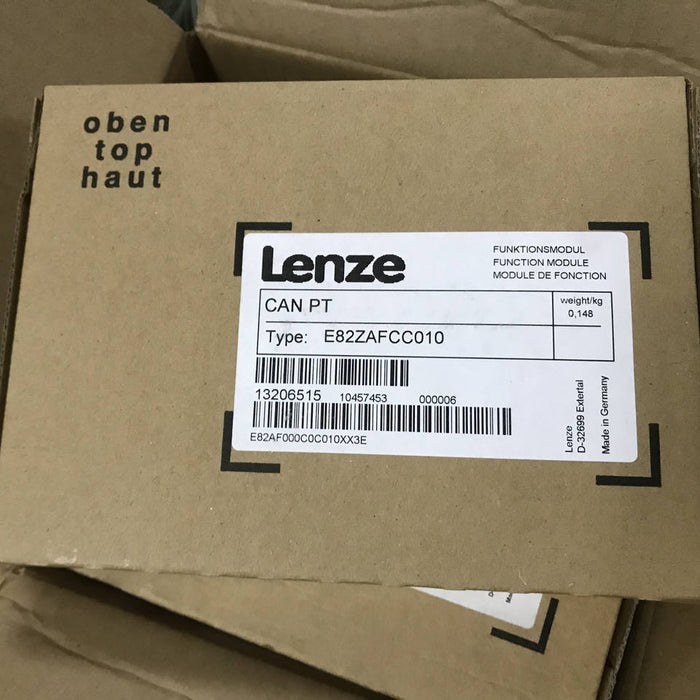 oben
top
haut
Lenze
FUNKTIONSMODUL
FUNCTION MODULE
MODULE DE FONCTION
CAN PT
weight/kg
0,148
Type: E82ZAFCC010
13206515 10457453 000006
E82AF000C0C010XX3E
Lenze
D-32699 Extertal
Made in Germany